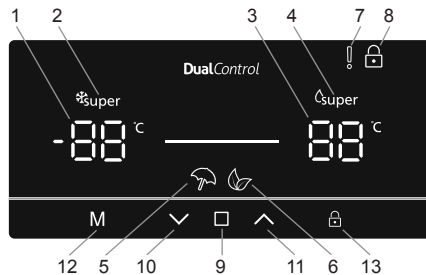 1 2 3 4 7 8
DualControl
super super
-88 °C 88 °C
M
12 5 10 9 11 6 13